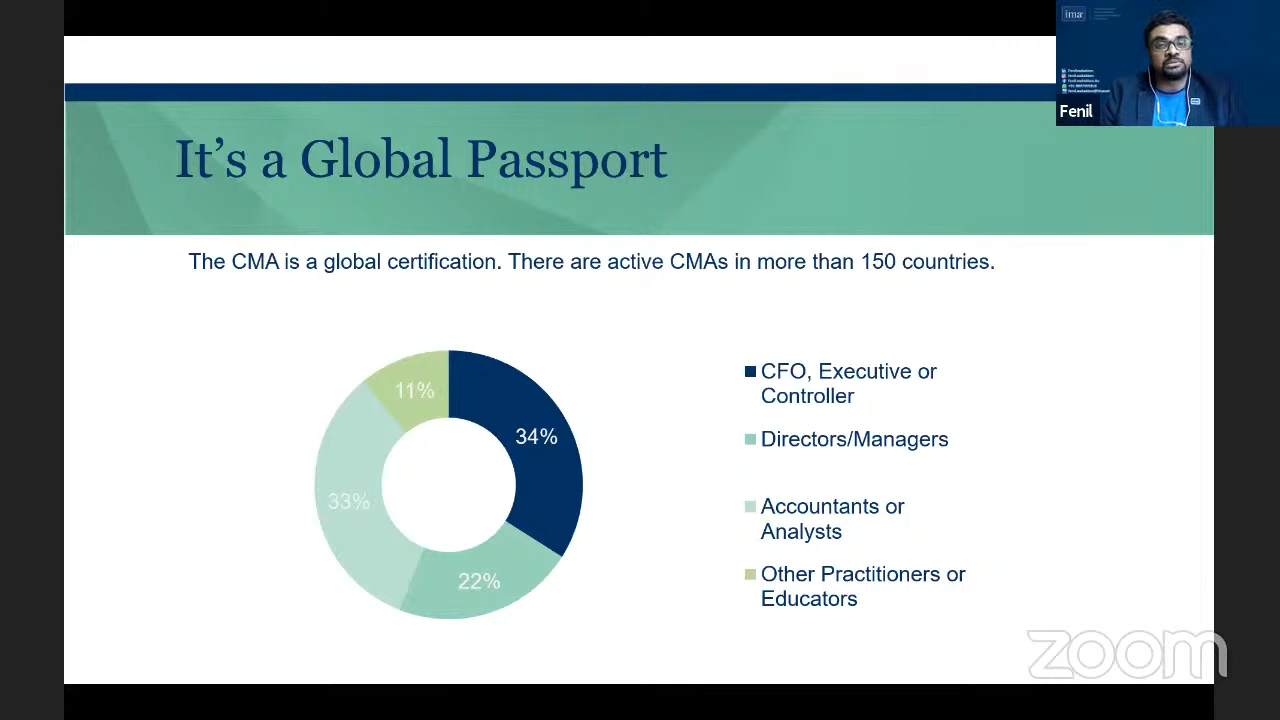 ima
Fenil
It's a Global Passport
The CMA is a global certification. There are active CMAs in more than 150 countries.
11%
34%
33%
22%
CFO, Executive or
Controller
Directors/Managers
Accountants or
Analysts
Other Practitioners or
Educators
zoom